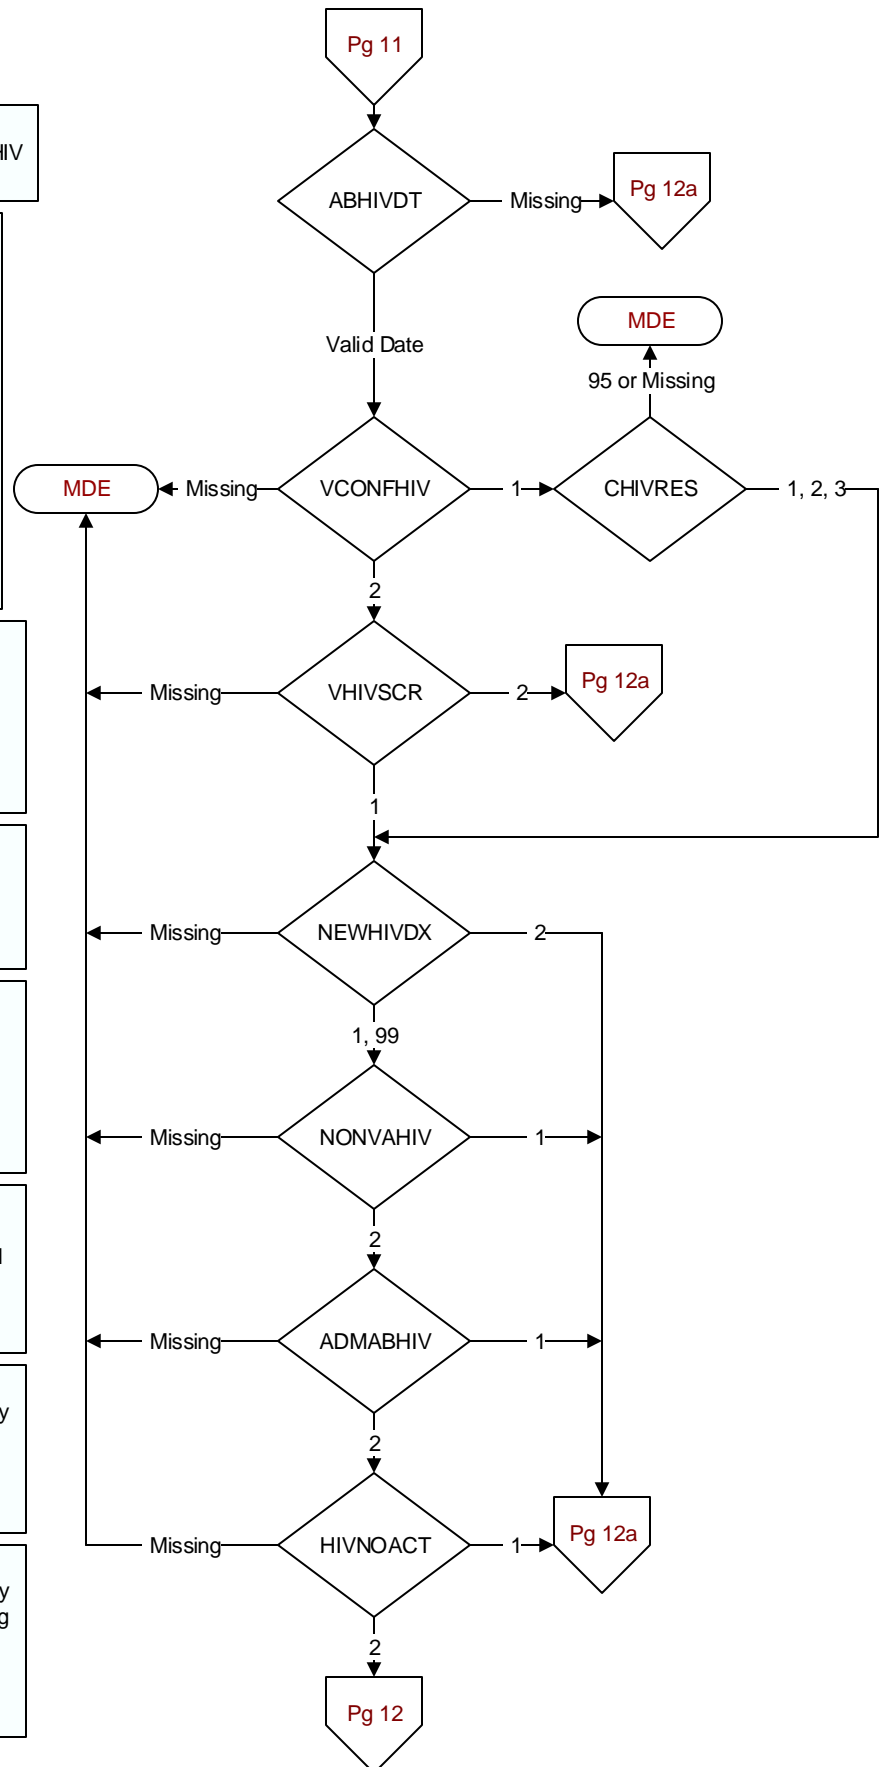 Pg 11
HIV
ABHIVDT
Missing
Pg 12a
Valid Date
MDE
95 or Missing
MDE
Missing
VCONFHIV
1
CHIVRES
1, 2, 3
2
Missing
VHIVSCR
2
Pg 12a
1
Missing
NEWHIVDX
2
1, 99
Missing
NONVAHIV
1
2
Missing
ADMABHIV
1
2
y
Missing
HIVNOACT
1
Pg 12a
y
g
2
Pg 12